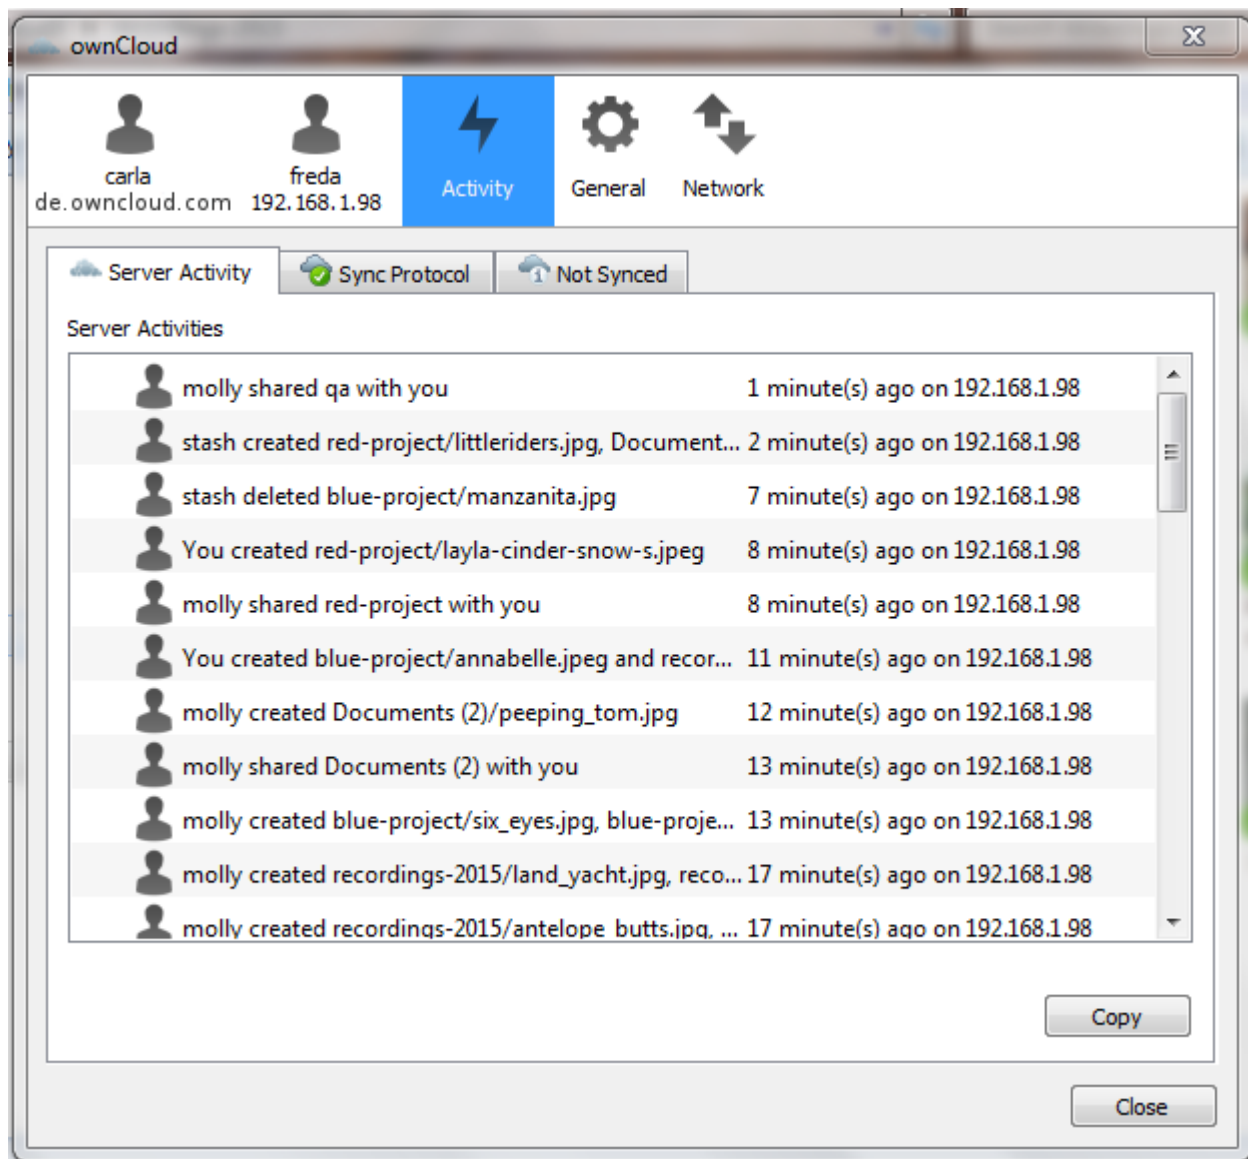 ownCloud
carla
de.owncloud.com
freda
192.168.1.98
Activity
General
Network
Server Activity
Sync Protocol
Not Synced
Server Activities
molly shared qa with you 1 minute(s) ago on 192.168.1.98
stash created red-project/littleriders.jpg, Document... 2 minute(s) ago on 192.168.1.98
stash deleted blue-project/manzanita.jpg 7 minute(s) ago on 192.168.1.98
You created red-project/layla-cinder-snow-s.jpeg 8 minute(s) ago on 192.168.1.98
molly shared red-project with you 8 minute(s) ago on 192.168.1.98
You created blue-project/annabelle.jpeg and recor... 11 minute(s) ago on 192.168.1.98
molly created Documents (2)/peeping_tom.jpg 12 minute(s) ago on 192.168.1.98
molly shared Documents (2) with you 13 minute(s) ago on 192.168.1.98
molly created blue-project/six_eyes.jpg, blue-proje... 13 minute(s) ago on 192.168.1.98
molly created recordings-2015/land_yacht.jpg, reco... 17 minute(s) ago on 192.168.1.98
molly created recordings-2015/antelope_butts.jpg, ... 17 minute(s) ago on 192.168.1.98
Copy
Close